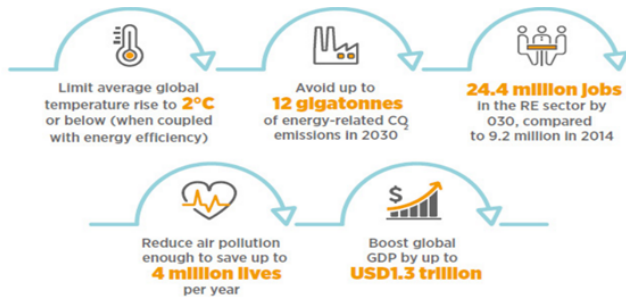 Limit average global
temperature rise to 2°C
or below (when coupled
with energy efficiency)
Avoid up to
12 gigatonnes
of energy-related CO2
emissions in 2030
24.4 million jobs
in the RE sector by
030, compared
to 9.2 million in 2014
Reduce air pollution
enough to save up to
4 million lives
per year
$
Boost global
GDP by up to
USD1.3 trillion